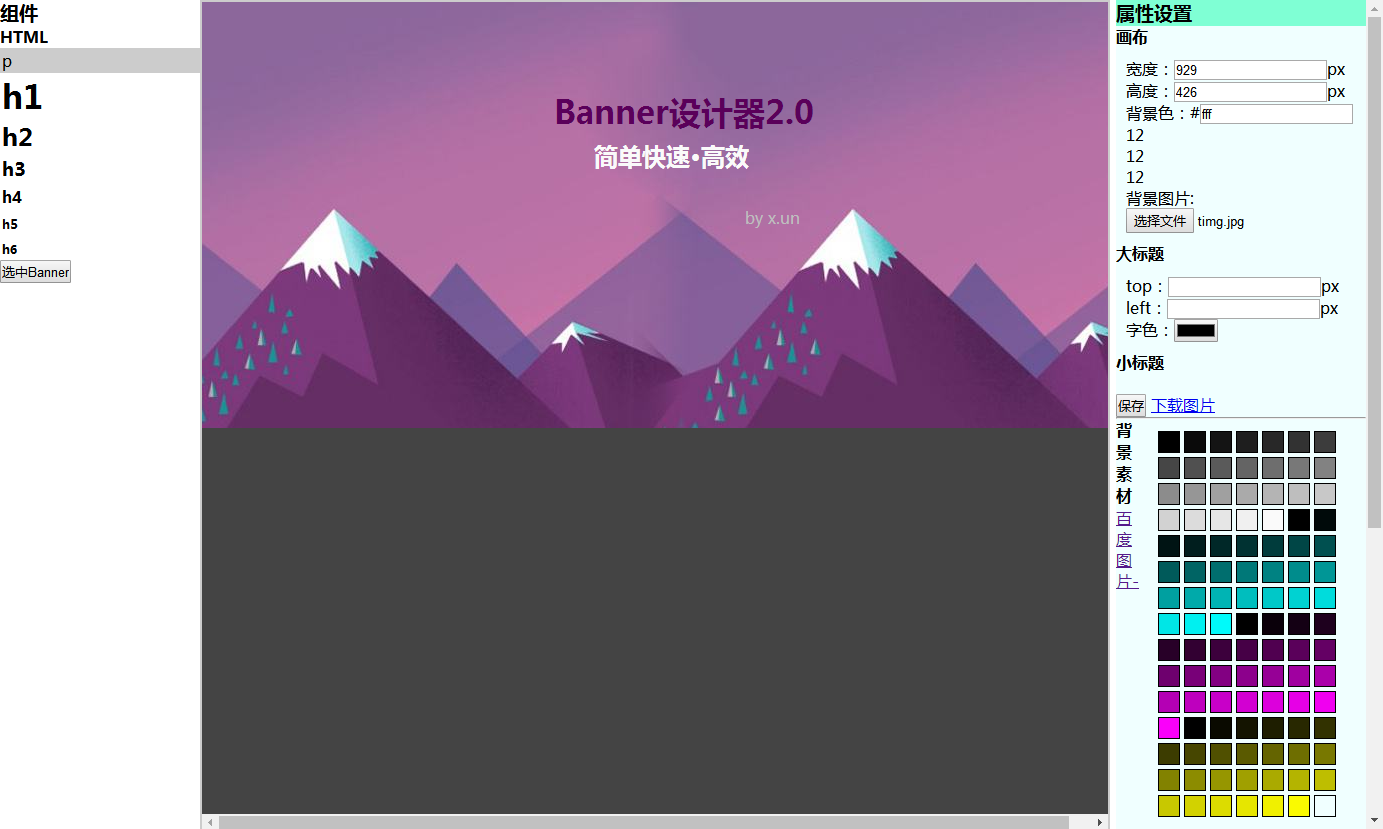 组件
HTML
p
h1
h2
h3
h4
h5
h6
选中Banner
Banner设计器2.0
简单快速•高效
by x.un
属性设置
画布
宽度：929px
高度：426px
背景色：#fff
12
12
12
背景图片:
选择文件 timg.jpg
大标题
top：px
left：px
字色：
小标题
保存 下载图片
背
景
素
材
百
度
图
片-